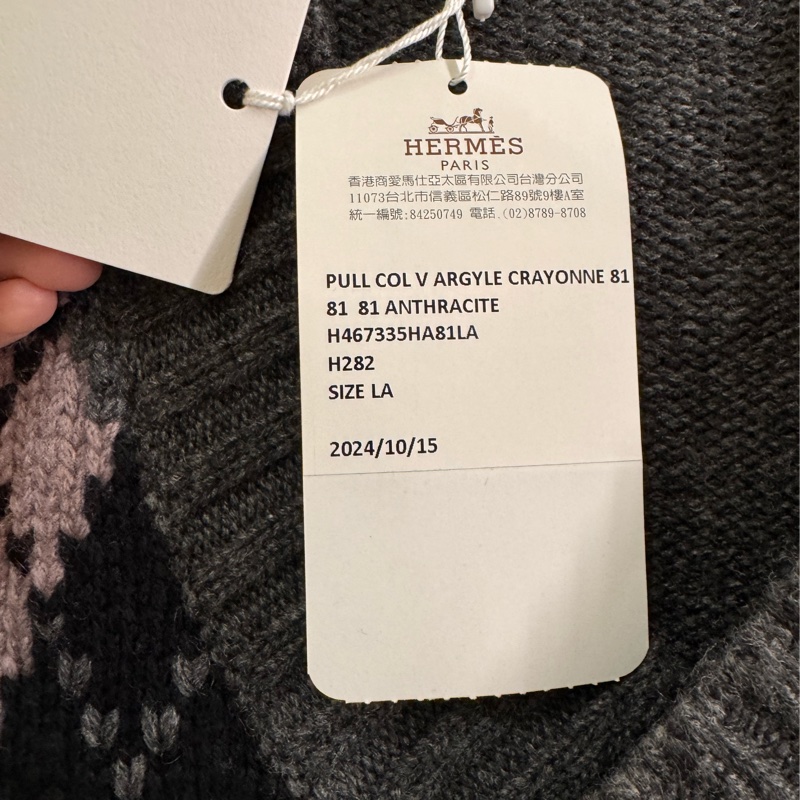 HERMÈS
PARIS
香港商愛馬仕亞太區有限公司台灣分公司
11073台北市信義區松仁路89號9樓A室
統一編號:84250749 電話.(02)8789-8708
PULL COL V ARGYLE CRAYONNE 81
81 81 ANTHRACITE
H467335HA81LA
H282
SIZE LA
2024/10/15